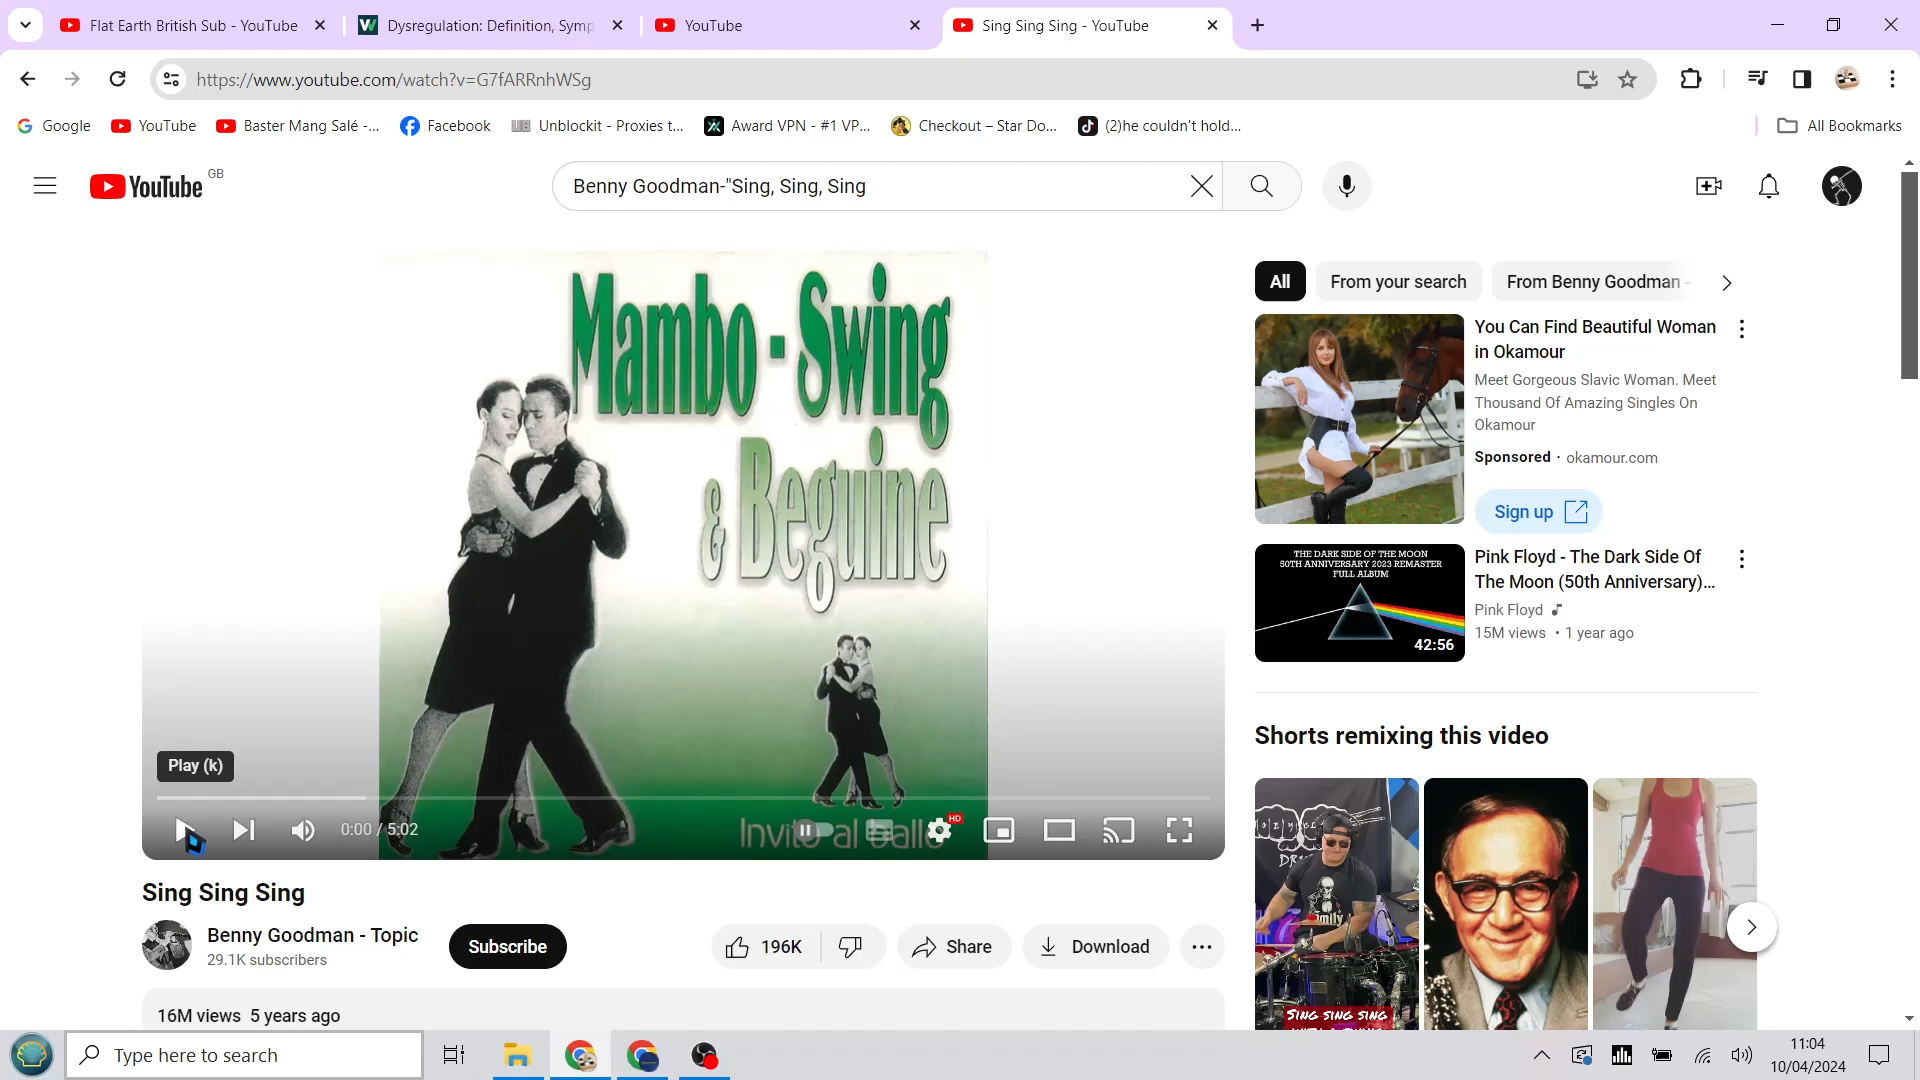 Flat Earth British Sub - YouTube
Dysregulation: Definition, Symp
YouTube
Sing Sing Sing - YouTube
https://www.youtube.com/watch?v=G7fARRnhWSg
Google
YouTube
Baster Mang Salé -...
Facebook
Unblockit - Proxies t...
Award VPN - #1 VP...
Checkout – Star Do...
(2)he couldn't hold...
All Bookmarks
YouTube GB
Benny Goodman-"Sing, Sing, Sing
Mambo - Swing
& Beguine
Play (k)
0:00 / 5:02
HD
Sing Sing Sing
Benny Goodman - Topic
29.1K subscribers
Subscribe
196K
Share
Download
16M views 5 years ago
All
From your search
From Benny Goodman -
You Can Find Beautiful Woman
in Okamour
Meet Gorgeous Slavic Woman. Meet
Thousand Of Amazing Singles On
Okamour
Sponsored · okamour.com
Sign up
THE DARK SIDE OF THE MOON
50TH ANNIVERSARY 2023 REMASTER
FULL ALBUM
42:56
Pink Floyd - The Dark Side Of
The Moon (50th Anniversary)...
Pink Floyd
15M views • 1 year ago
Shorts remixing this video
SING SING SING
Type here to search
11:04
10/04/2024